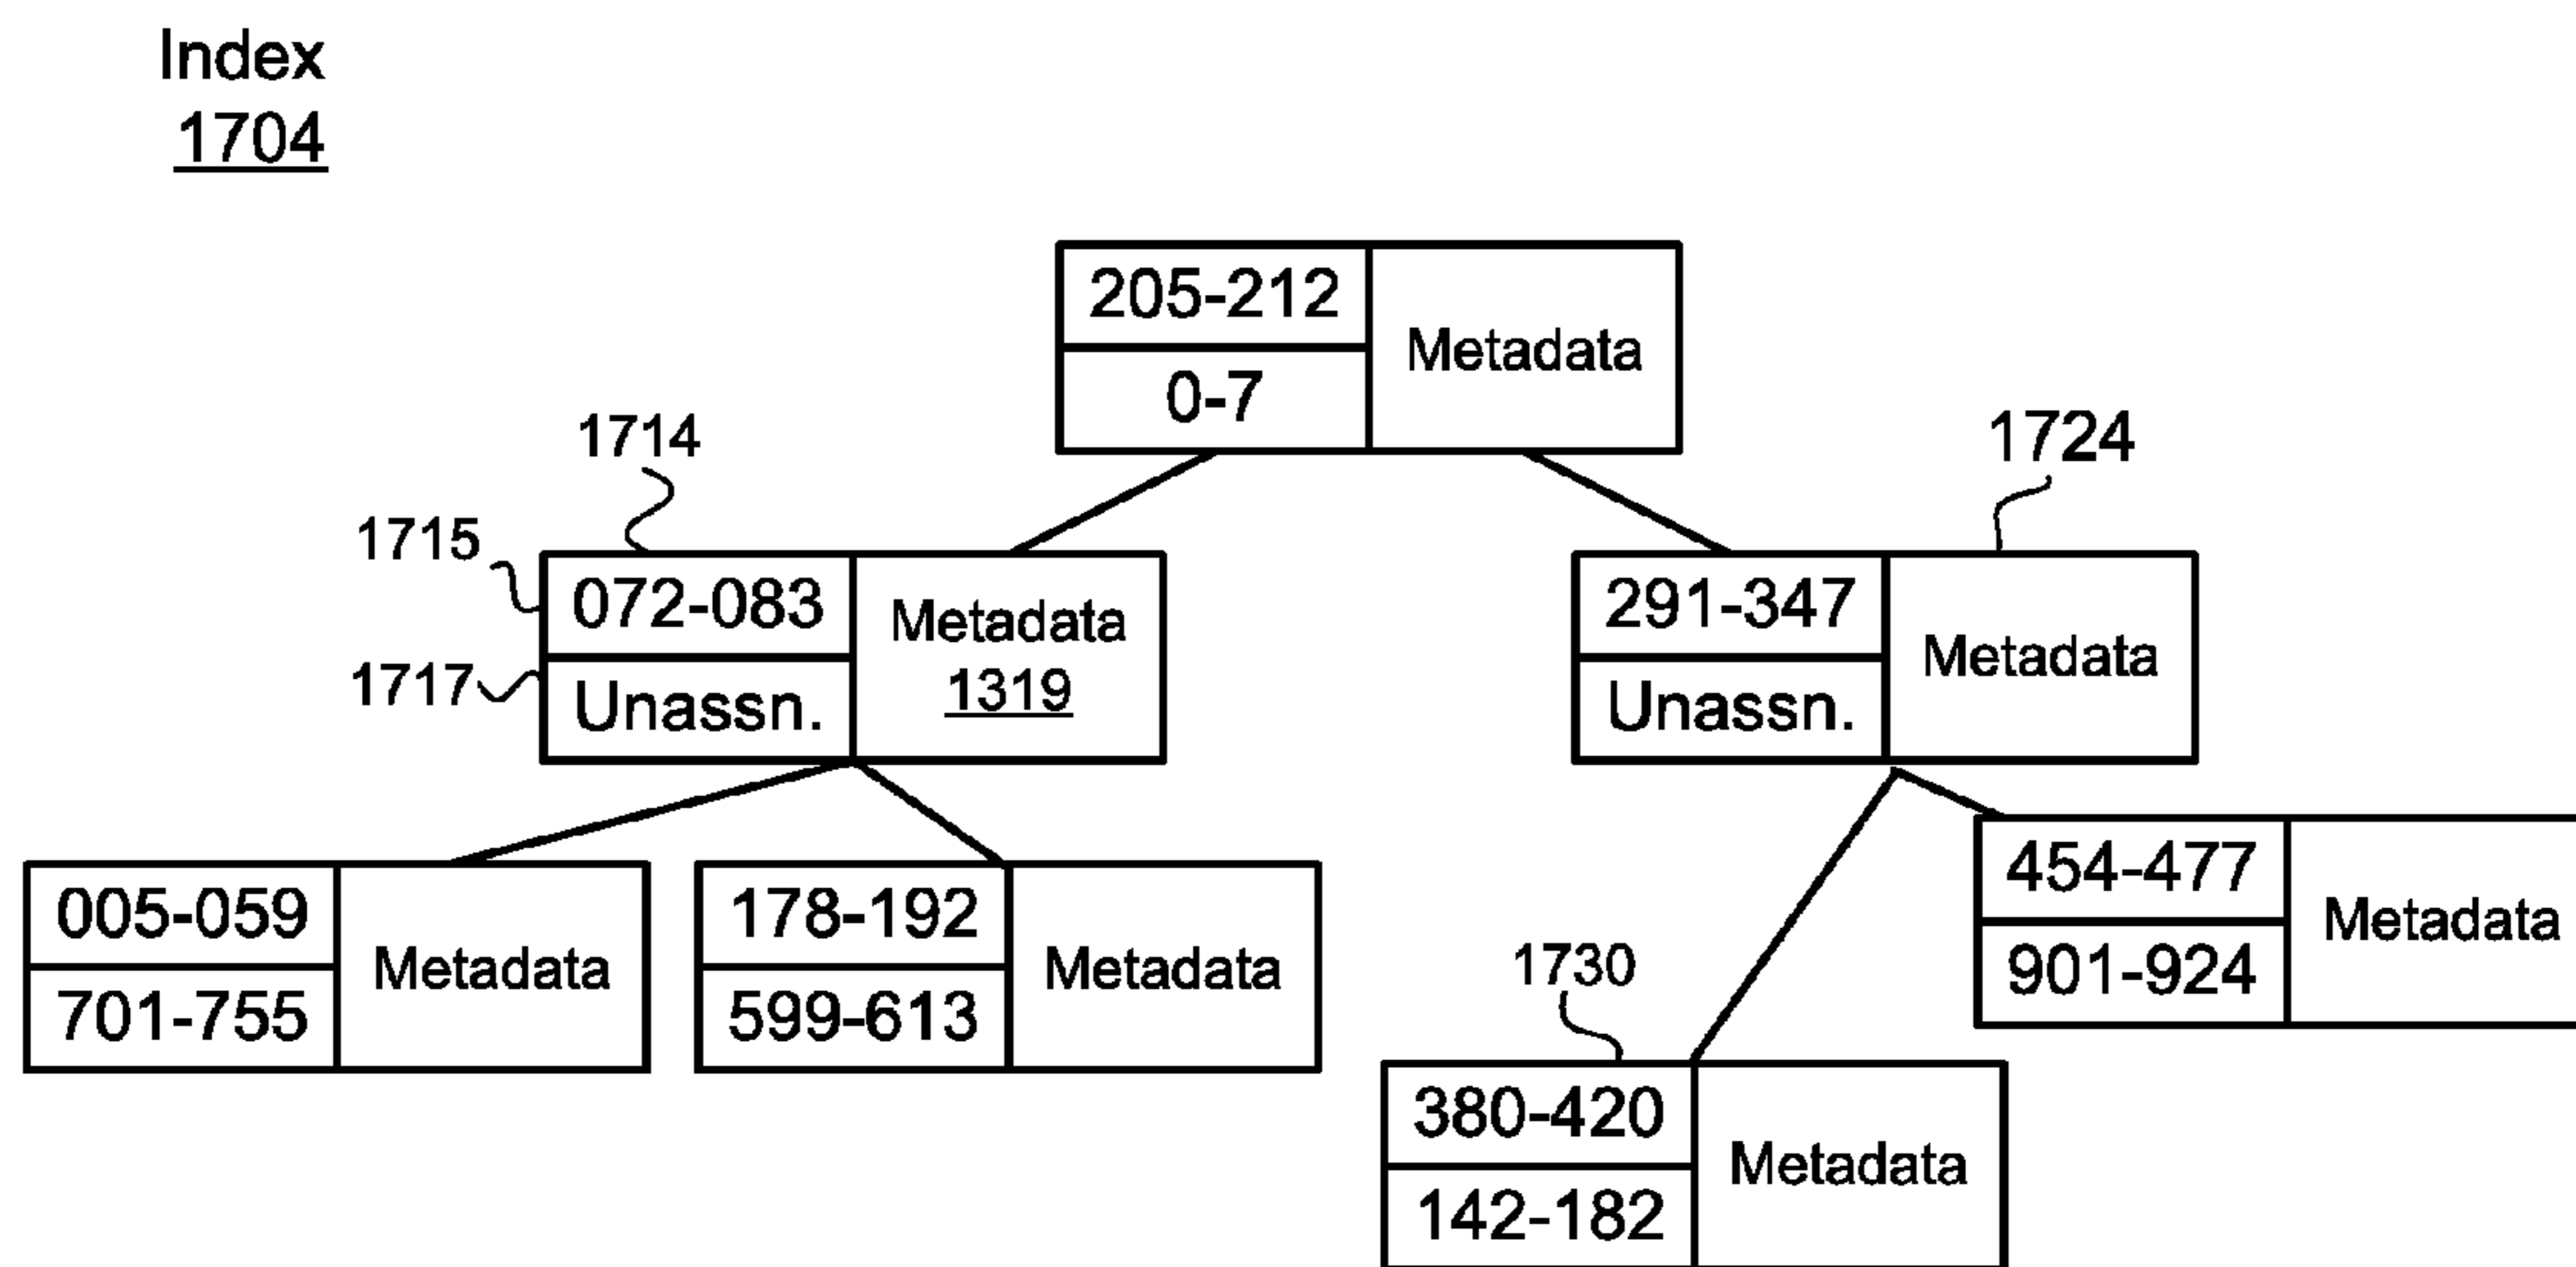 Index
1704
205-212
Metadata
0-7
1714
1724
1715
072-083
Metadata
1319
1717
Unassn.
291-347
Metadata
Unassn.
005-059
Metadata
701-755
178-192
Metadata
599-613
454-477
Metadata
901-924
1730
380-420
Metadata
142-182